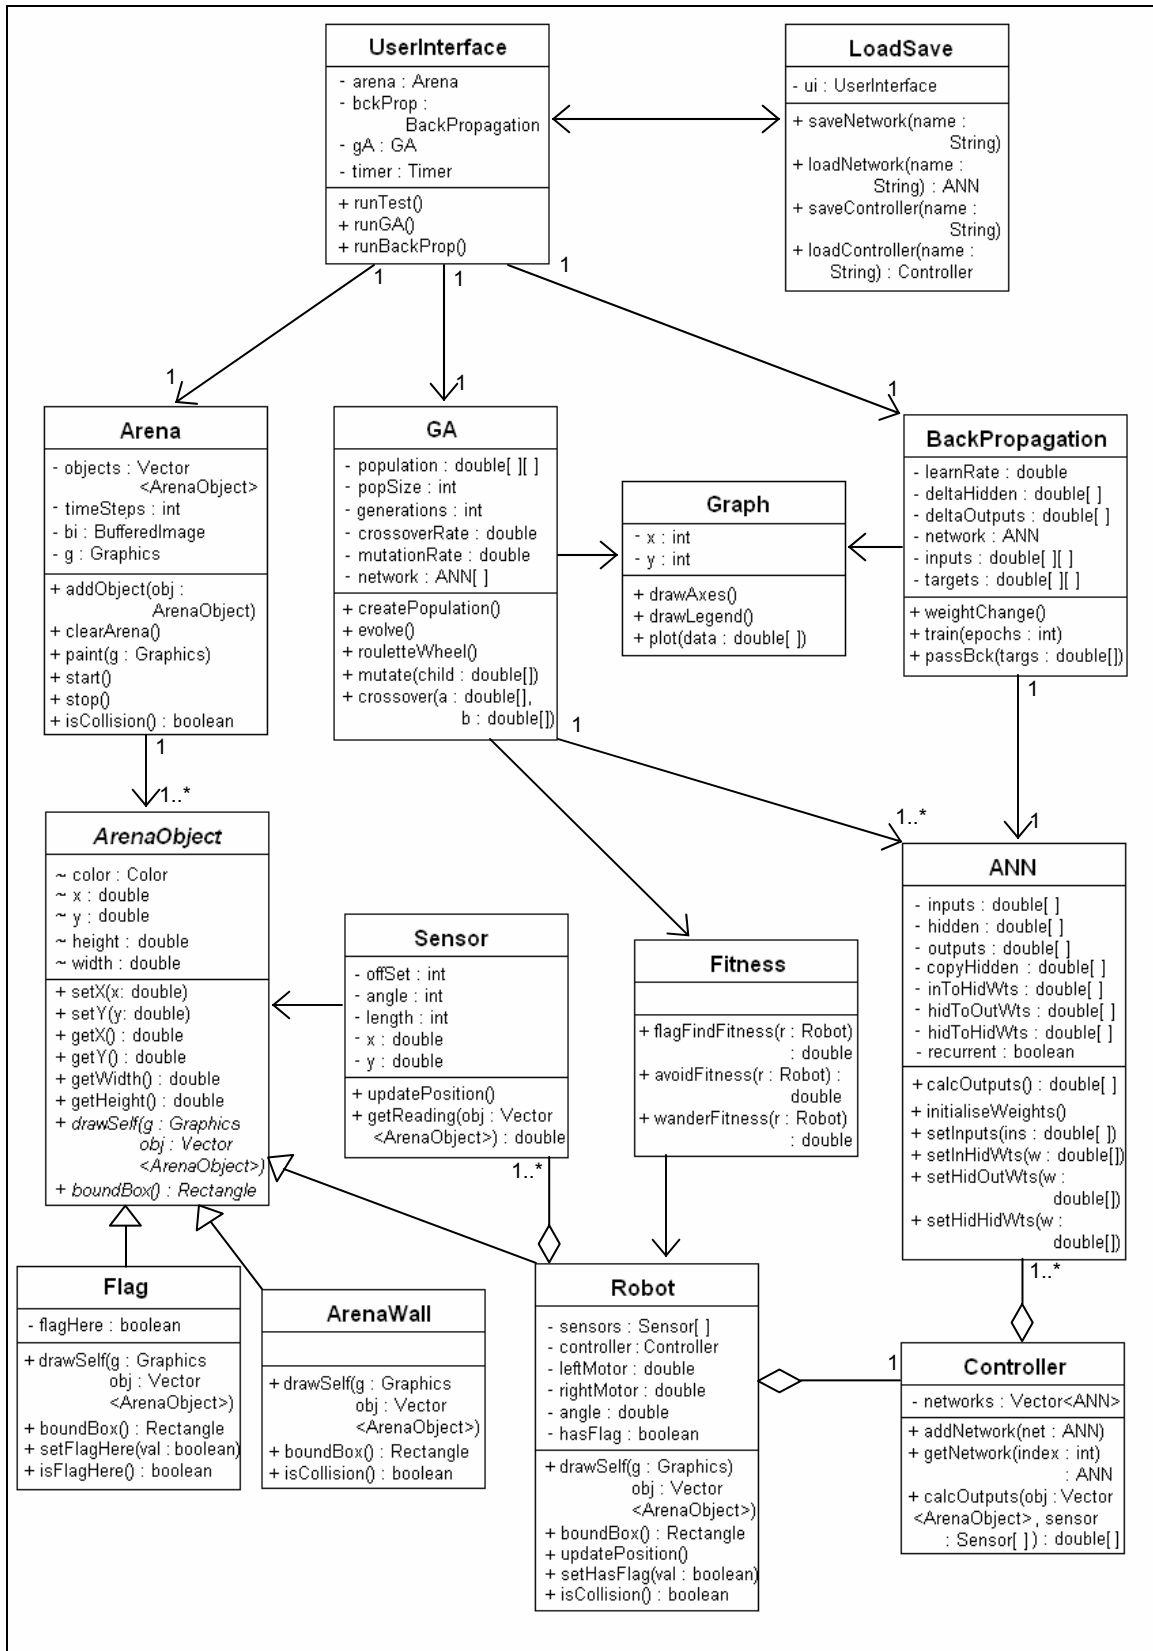 UserInterface
- arena : Arena
- bckProp :
BackPropagation
- gA : GA
- timer : Timer
+ runTest()
+ runGA()
+ runBackProp()
LoadSave
- ui : UserInterface
+ saveNetwork(name :
String)
+ loadNetwork(name :
String) : ANN
+ saveController(name :
String)
+ loadController(name :
String) : Controller
1
1
1
1
1
1
Arena
- objects : Vector
<ArenaObject>
- timeSteps : int
- bi : BufferedImage
- g : Graphics
+ addObject(obj :
ArenaObject)
+ clearArena()
+ paint(g : Graphics)
+ start()
+ stop()
+ isCollision() : boolean
GA
- population : double[ ][ ]
- popSize : int
- generations : int
- crossoverRate : double
- mutationRate : double
- network : ANN[ ]
+ createPopulation()
+ evolve()
+ rouletteWheel()
+ mutate(child : double[])
+ crossover(a : double[],
b : double[])
Graph
- x : int
- y : int
+ drawAxes()
+ drawLegend()
+ plot(data : double[ ])
BackPropagation
- learnRate : double
- deltaHidden : double[ ]
- deltaOutputs : double[ ]
- network : ANN
- inputs : double[ ][ ]
- targets : double[ ][ ]
+ weightChange()
+ train(epochs : int)
+ passBck(targs : double[])
1
1..*
1
1..*
1
1
ArenaObject
~ color : Color
~ x : double
~ y : double
~ height : double
~ width : double
+ setX(x: double)
+ setY(y: double)
+ getX() : double
+ getY() : double
+ getWidth() : double
+ getHeight() : double
+ drawSelf(g : Graphics
obj : Vector
<ArenaObject>)
+ boundBox() : Rectangle
Sensor
- offSet : int
- angle : int
- length : int
- x : double
- y : double
+ updatePosition()
+ getReading(obj : Vector
<ArenaObject>) : double
1..*
Fitness
+ flagFindFitness(r : Robot)
: double
+ avoidFitness(r : Robot) :
double
+ wanderFitness(r : Robot)
: double
ANN
- inputs : double[ ]
- hidden : double[ ]
- outputs : double[ ]
- copyHidden : double[ ]
- inToHidWts : double[ ]
- hidToOutWts : double[ ]
- hidToHidWts : double[ ]
- recurrent : boolean
+ calcOutputs() : double[ ]
+ initialiseWeights()
+ setInputs(ins : double[ ])
+ setInHidWts(w : double[])
+ setHidOutWts(w :
double[])
+ setHidHidWts(w :
double[])
1..*
Flag
- flagHere : boolean
+ drawSelf(g : Graphics
obj : Vector
<ArenaObject>)
+ boundBox() : Rectangle
+ setFlagHere(val : boolean)
+ isFlagHere() : boolean
ArenaWall
+ drawSelf(g : Graphics
obj : Vector
<ArenaObject>)
+ boundBox() : Rectangle
+ isCollision() : boolean
Robot
- sensors : Sensor[ ]
- controller : Controller
- leftMotor : double
- rightMotor : double
- angle : double
- hasFlag : boolean
+ drawSelf(g : Graphics)
obj : Vector
<ArenaObject>)
+ boundBox() : Rectangle
+ updatePosition()
+ setHasFlag(val : boolean)
+ isCollision() : boolean
1
Controller
- networks : Vector<ANN>
+ addNetwork(net : ANN)
+ getNetwork(index : int)
: ANN
+ calcOutputs(obj : Vector
<ArenaObject>, sensor
: Sensor[ ]) : double[]